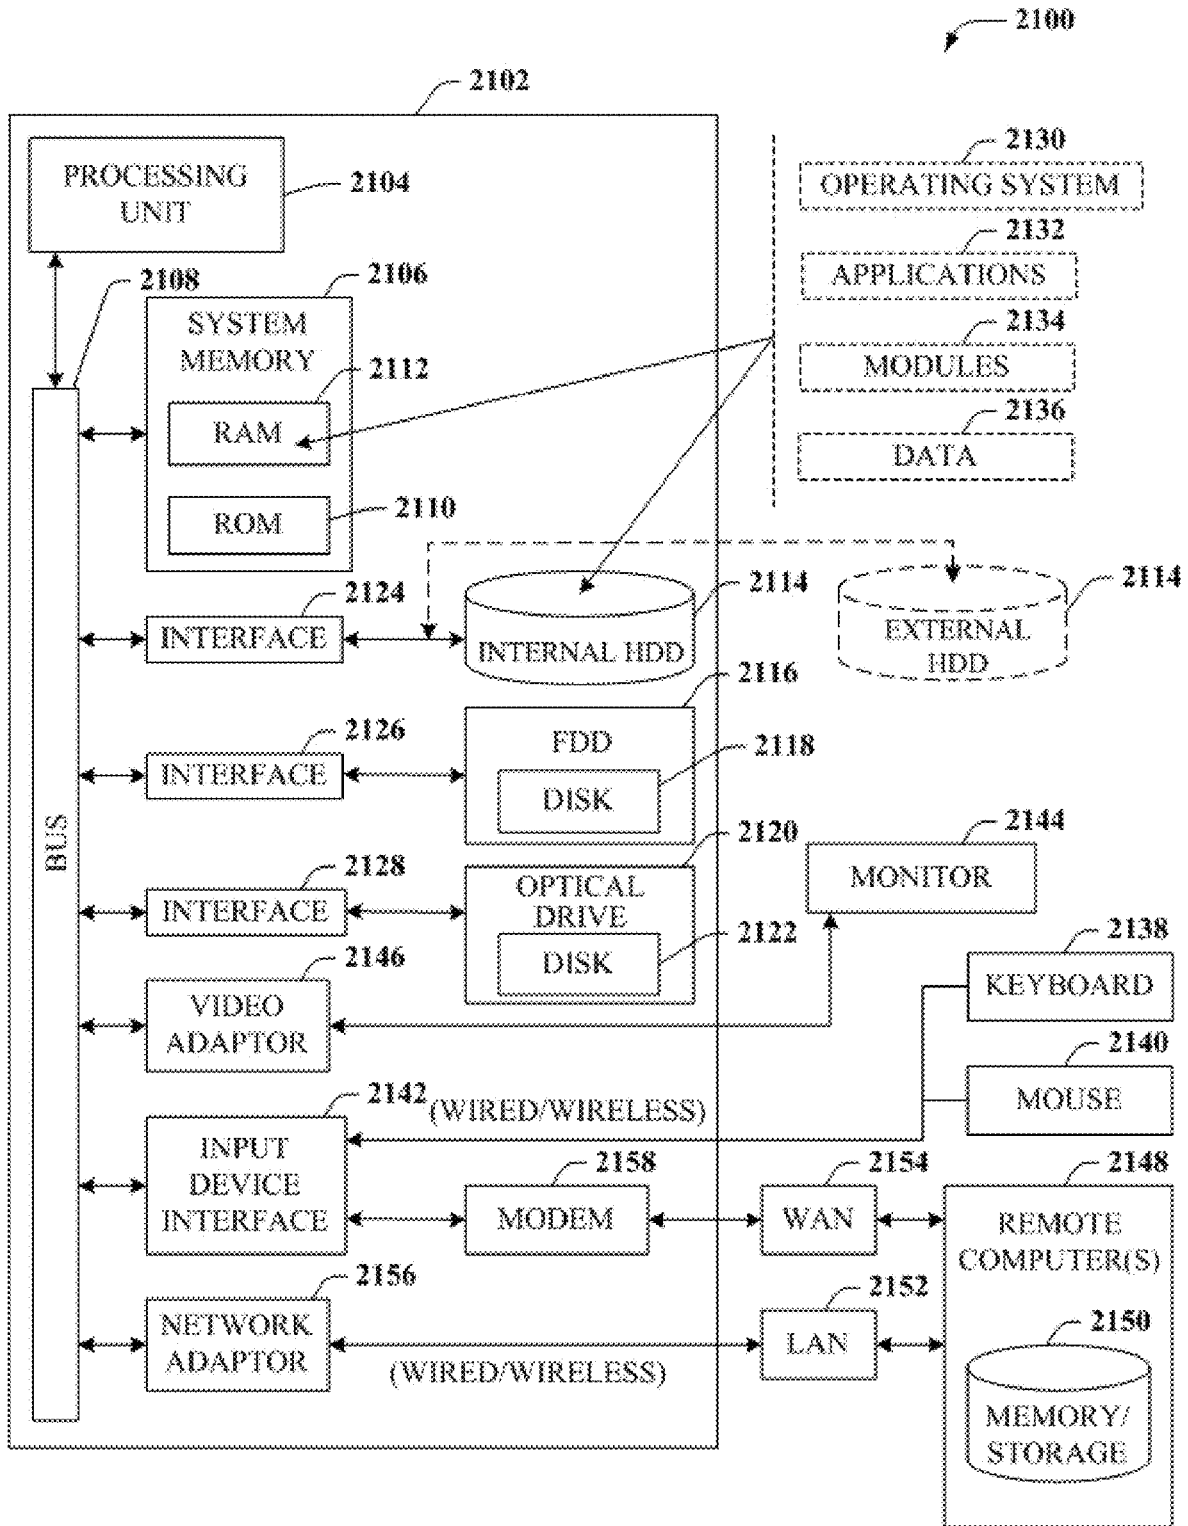 2100
2102
PROCESSING
UNIT
2104
2130
OPERATING SYSTEM
2132
APPLICATIONS
2134
MODULES
2136
DATA
2108
2106
SYSTEM
MEMORY
2112
RAM
2110
ROM
2124
INTERFACE
2114
INTERNAL HDD
2114
EXTERNAL
HDD
2116
FDD
2118
DISK
2126
INTERFACE
BUS
2120
OPTICAL
DRIVE
2122
DISK
2128
INTERFACE
2144
MONITOR
2146
VIDEO
ADAPTOR
2138
KEYBOARD
2140
MOUSE
2142
(WIRED/WIRELESS)
INPUT
DEVICE
INTERFACE
2158
MODEM
2154
WAN
2148
REMOTE
COMPUTER(S)
2156
NETWORK
ADAPTOR
(WIRED/WIRELESS)
2152
LAN
2150
MEMORY/
STORAGE